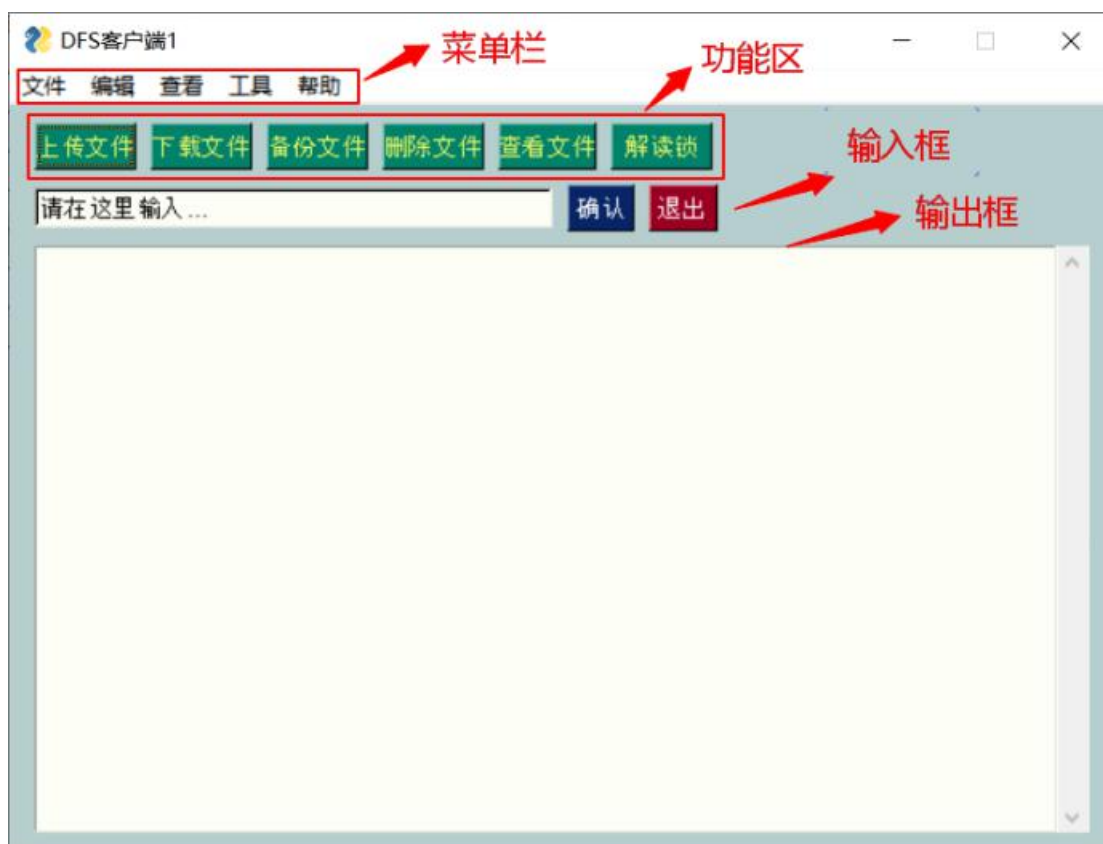 DFS客户端1
菜单栏
功能区
文件 编辑 查看 工具 帮助
上传文件 下载文件 备份文件 删除文件 查看文件 解读锁
输入框
请在这里输入... 确认 退出
输出框